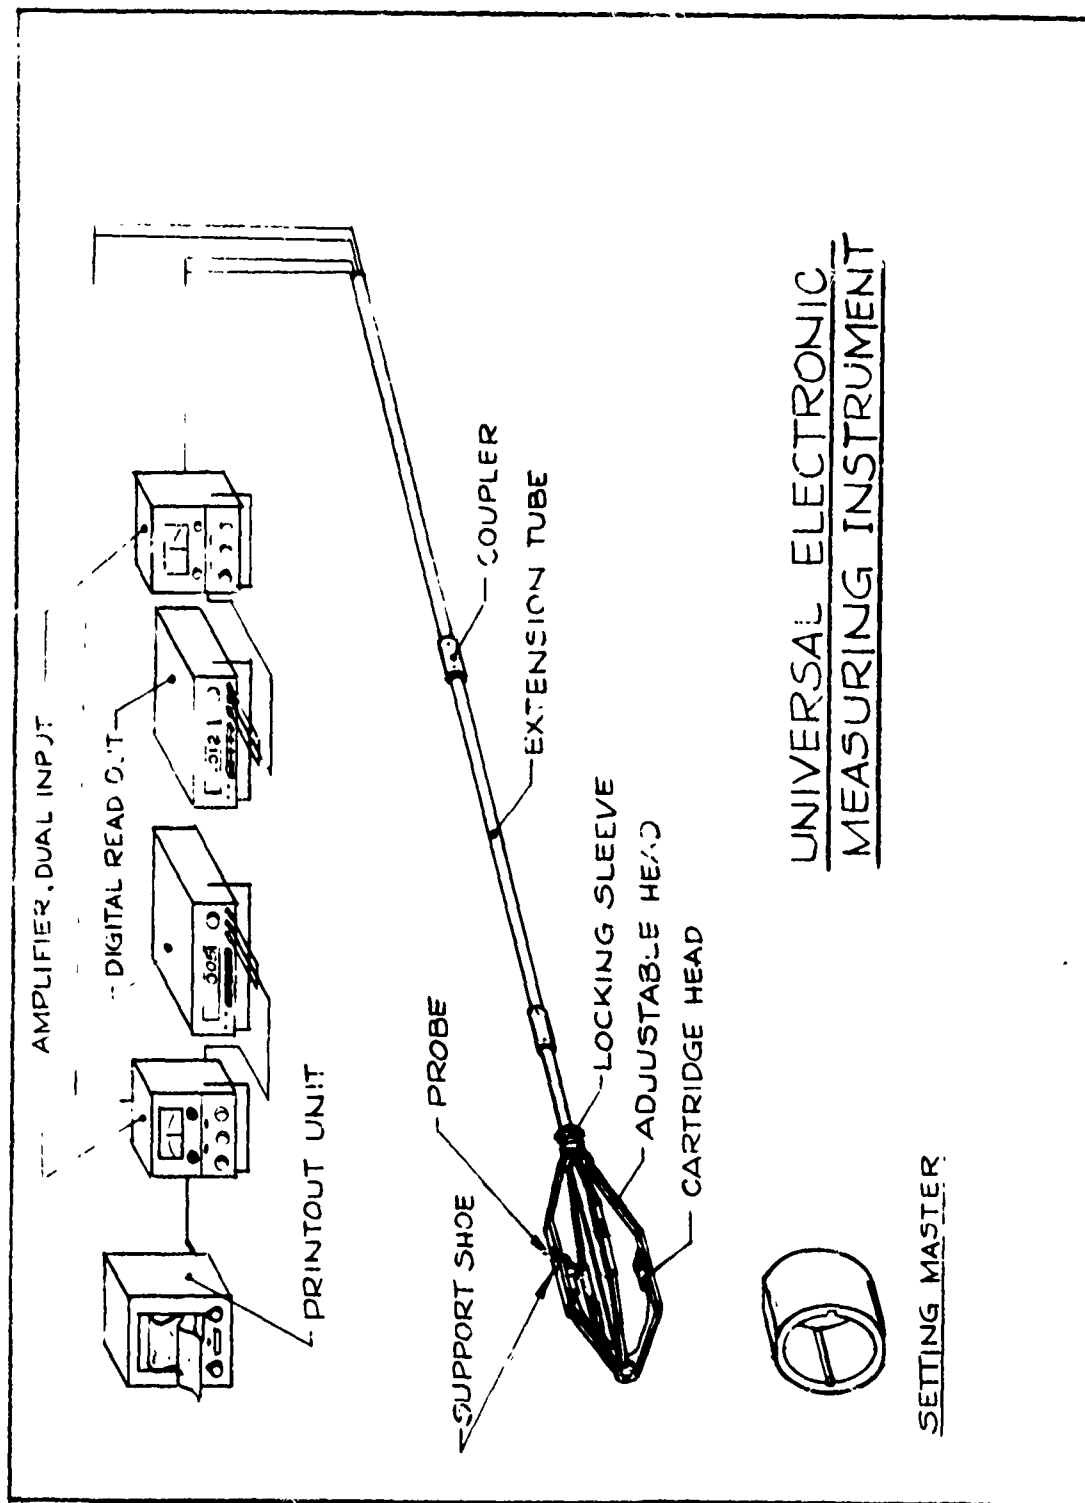 AMPLIFIER, DUAL INPUT
DIGITAL READ OUT
PRINTOUT UNIT
COUPLER
EXTENSION TUBE
PROBE
SUPPORT SHOE
LOCKING SLEEVE
ADJUSTABLE HEAD
CARTRIDGE HEAD
SETTING MASTER
UNIVERSAL ELECTRONIC
MEASURING INSTRUMENT